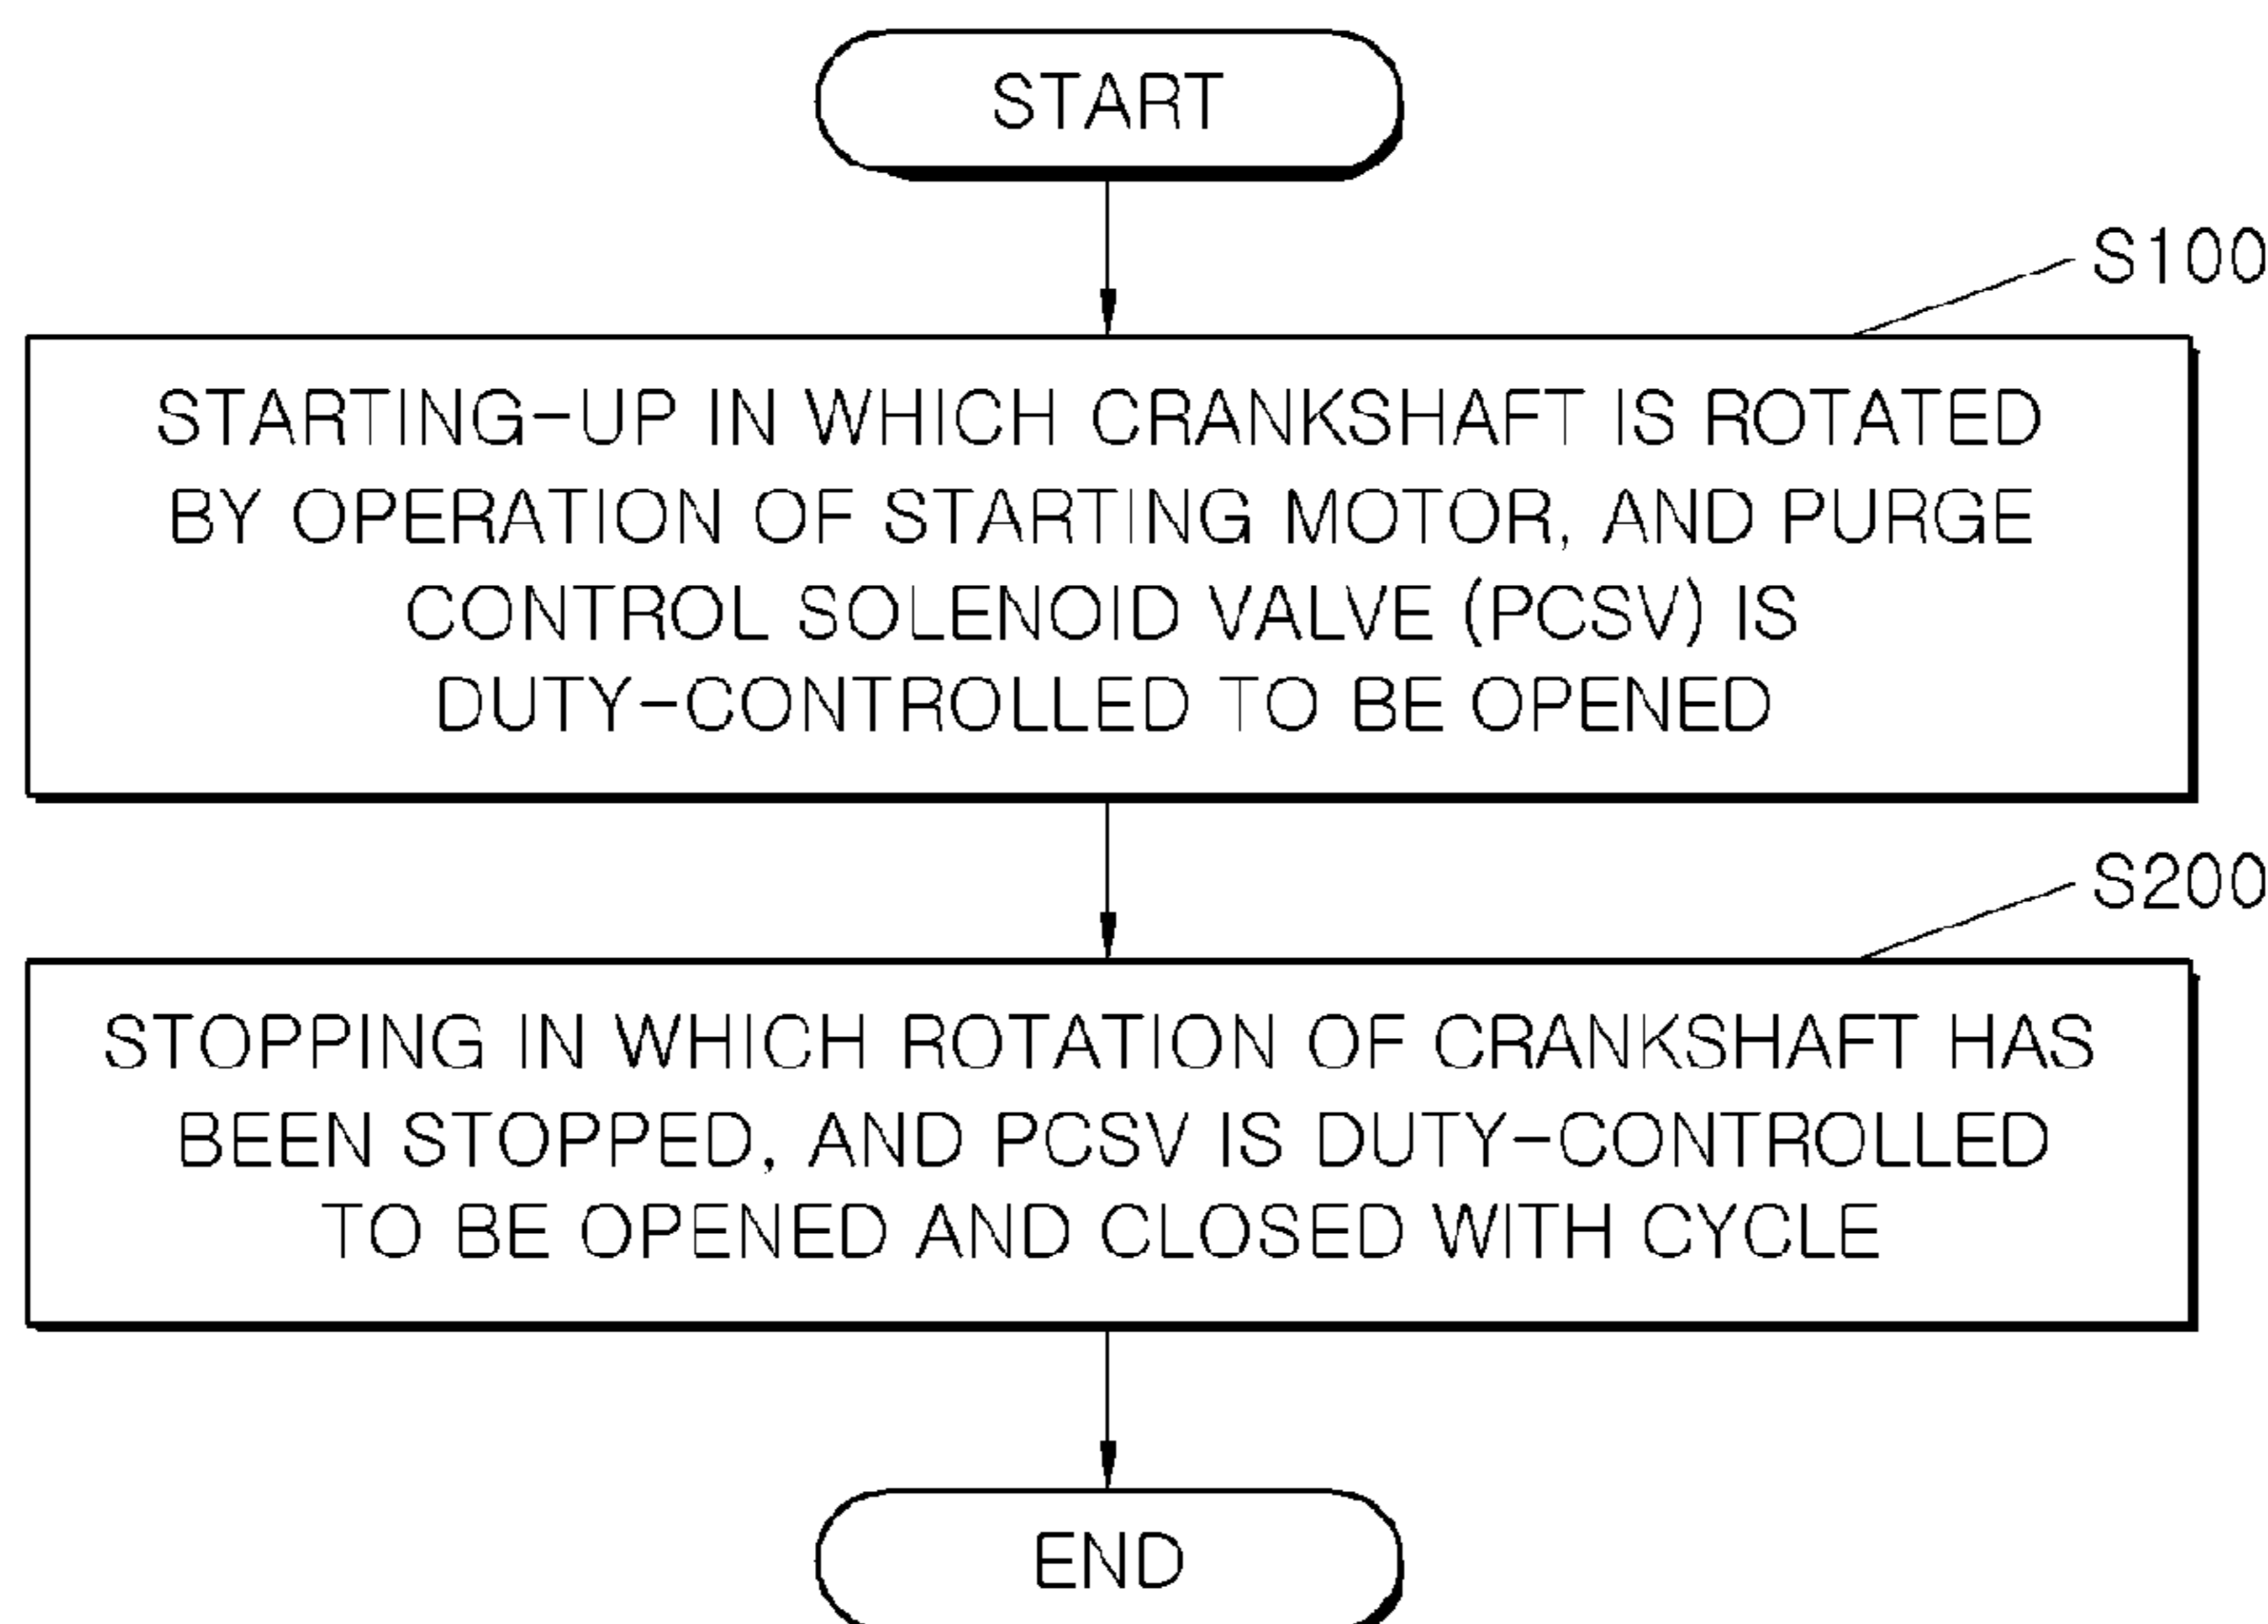 START
S100
STARTING-UP IN WHICH CRANKSHAFT IS ROTATED
BY OPERATION OF STARTING MOTOR, AND PURGE
CONTROL SOLENOID VALVE (PCSV) IS
DUTY-CONTROLLED TO BE OPENED
S200
STOPPING IN WHICH ROTATION OF CRANKSHAFT HAS
BEEN STOPPED, AND PCSV IS DUTY-CONTROLLED
TO BE OPENED AND CLOSED WITH CYCLE
END